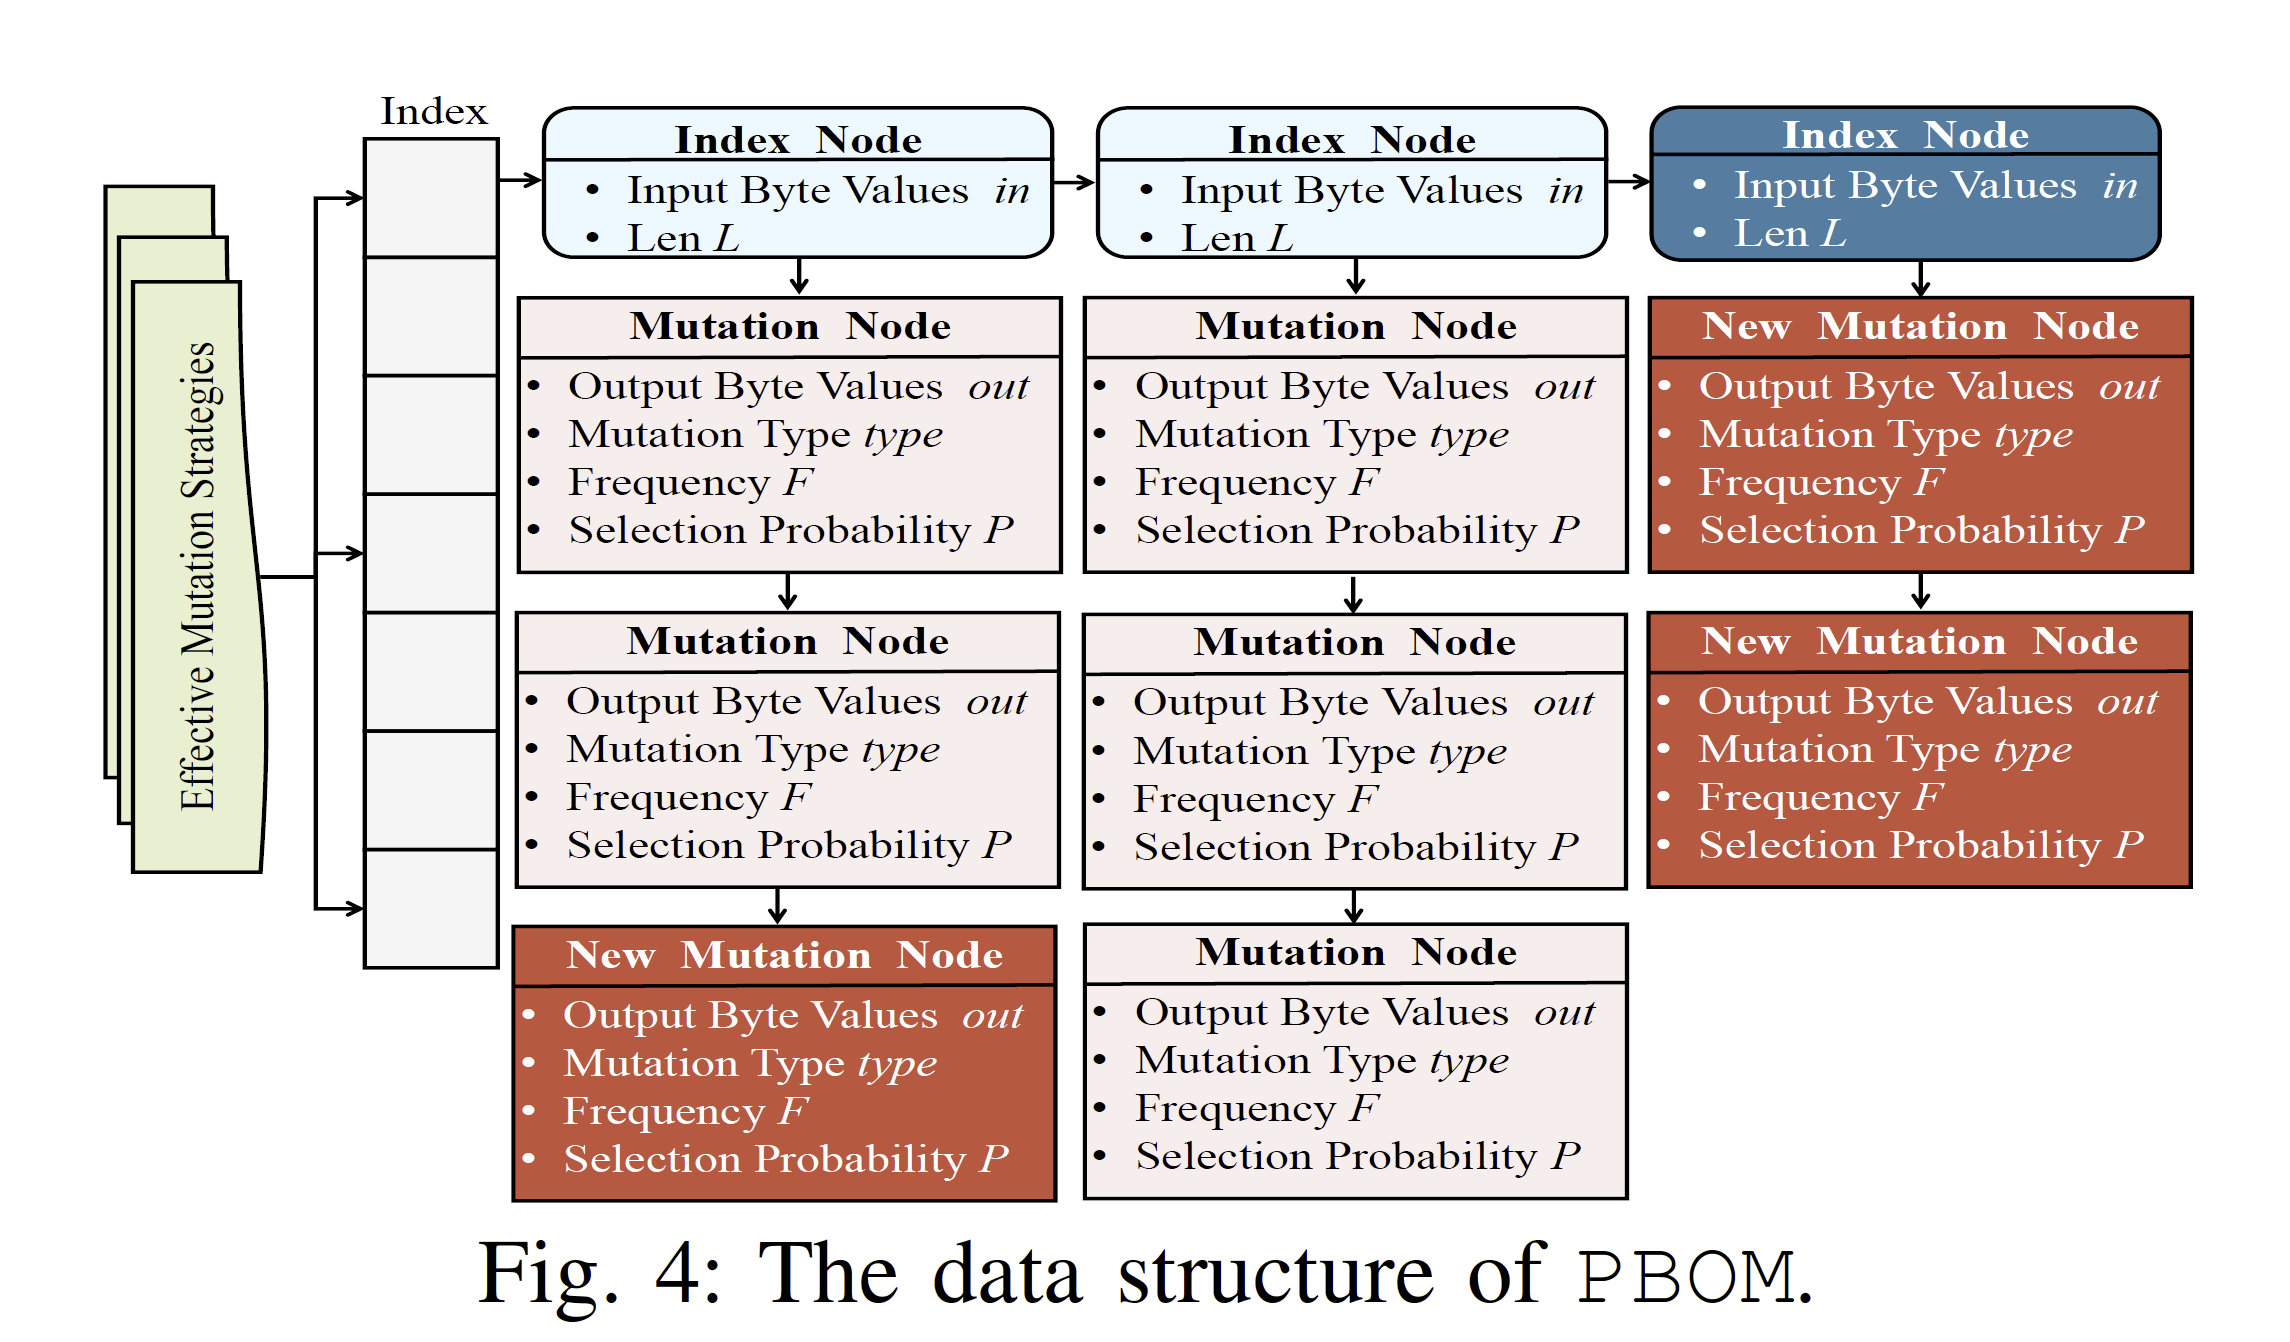 Effective Mutation Strategies
Index
Index Node
• Input Byte Values in
• Len L
Mutation Node
• Output Byte Values out
• Mutation Type type
• Frequency F
• Selection Probability P
Mutation Node
• Output Byte Values out
• Mutation Type type
• Frequency F
• Selection Probability P
New Mutation Node
• Output Byte Values out
• Mutation Type type
• Frequency F
• Selection Probability P
Index Node
• Input Byte Values in
• Len L
Mutation Node
• Output Byte Values out
• Mutation Type type
• Frequency F
• Selection Probability P
Mutation Node
• Output Byte Values out
• Mutation Type type
• Frequency F
• Selection Probability P
Mutation Node
• Output Byte Values out
• Mutation Type type
• Frequency F
• Selection Probability P
Index Node
• Input Byte Values in
• Len L
New Mutation Node
• Output Byte Values out
• Mutation Type type
• Frequency F
• Selection Probability P
New Mutation Node
• Output Byte Values out
• Mutation Type type
• Frequency F
• Selection Probability P
Fig. 4: The data structure of PBOM.